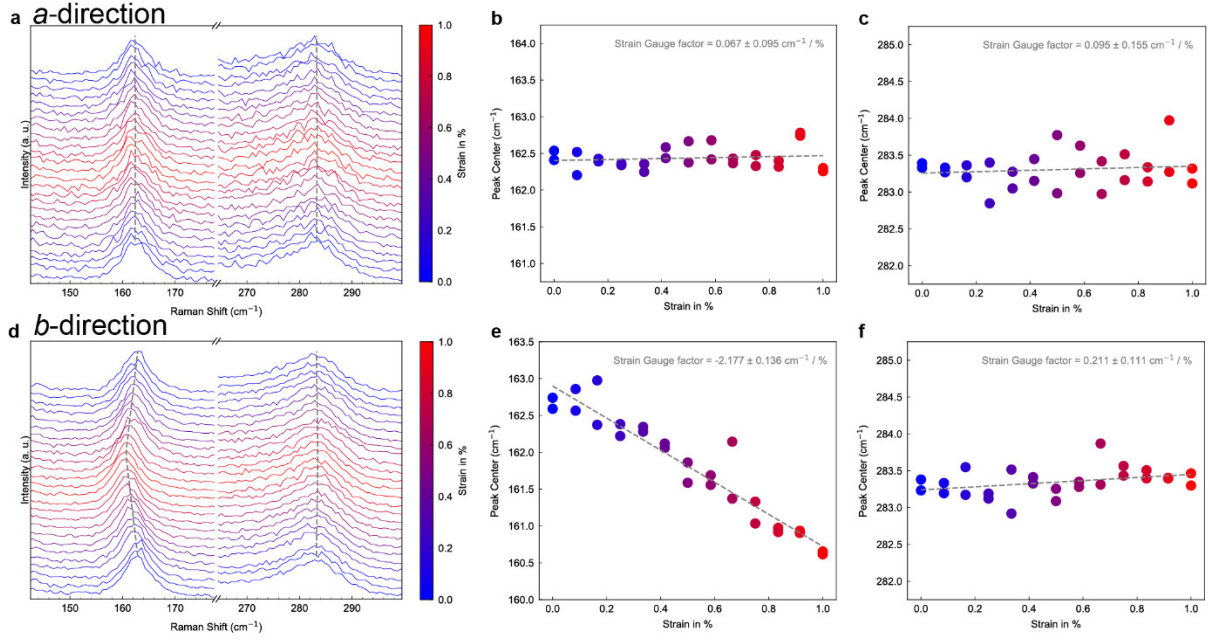 a a-direction
Intensity (a. u.)
150 160 170 280 290
Raman Shift (cm⁻¹)
1.0
0.8
0.6
0.4
0.2
0.0
Strain in %
b
Strain Gauge factor = 0.067 ± 0.095 cm⁻¹ / %
164.0
163.5
163.0
162.5
162.0
161.5
161.0
Peak Center (cm⁻¹)
0.0 0.2 0.4 0.6 0.8 1.0
Strain in %
c
Strain Gauge factor = 0.095 ± 0.155 cm⁻¹ / %
285.0
284.5
284.0
283.5
283.0
282.5
282.0
Peak Center (cm⁻¹)
0.0 0.2 0.4 0.6 0.8 1.0
Strain in %
d b-direction
Intensity (a. u.)
150 160 170 280 290
Raman Shift (cm⁻¹)
1.0
0.8
0.6
0.4
0.2
0.0
Strain in %
e
Strain Gauge factor = -2.177 ± 0.136 cm⁻¹ / %
163.5
163.0
162.5
162.0
161.5
161.0
160.5
160.0
Peak Center (cm⁻¹)
0.0 0.2 0.4 0.6 0.8 1.0
Strain in %
f
Strain Gauge factor = 0.211 ± 0.111 cm⁻¹ / %
285.0
284.5
284.0
283.5
283.0
282.5
282.0
Peak Center (cm⁻¹)
0.0 0.2 0.4 0.6 0.8 1.0
Strain in %